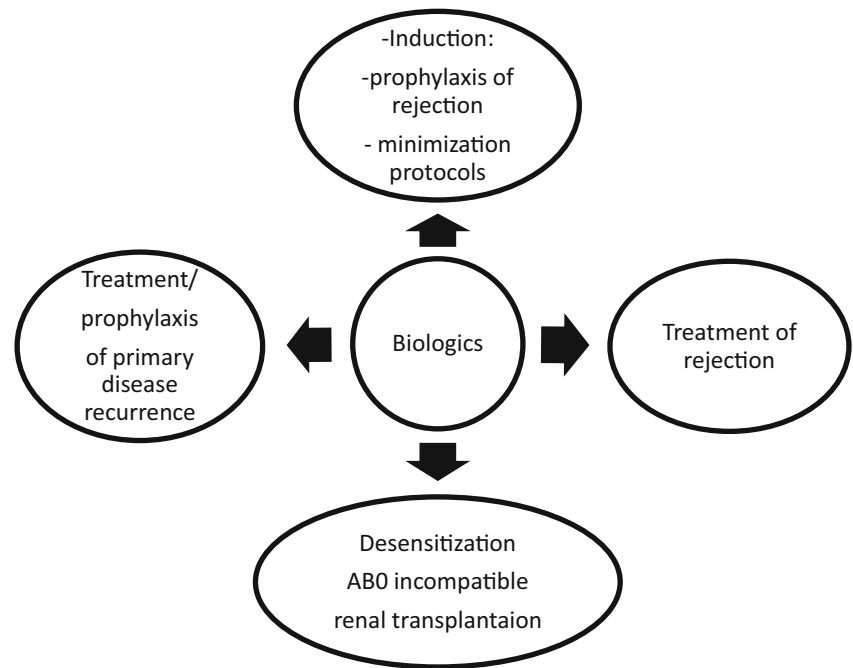 -Induction:
-prophylaxis of
rejection
- minimization
protocols
Treatment/
prophylaxis
of primary
disease
recurrence
Biologics
Treatment of
rejection
Desensitization
AB0 incompatible
renal transplantaion